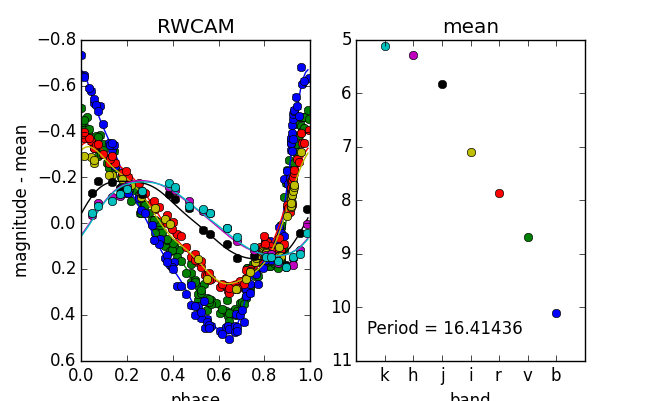 RWCAM
mean
−0.8
−0.6
−0.4
−0.2
0.0
0.2
0.4
0.6
magnitude - mean
0.0 0.2 0.4 0.6 0.8 1.0
phase
5
6
7
8
9
10
11
Period = 16.41436
k h j i r v b
band